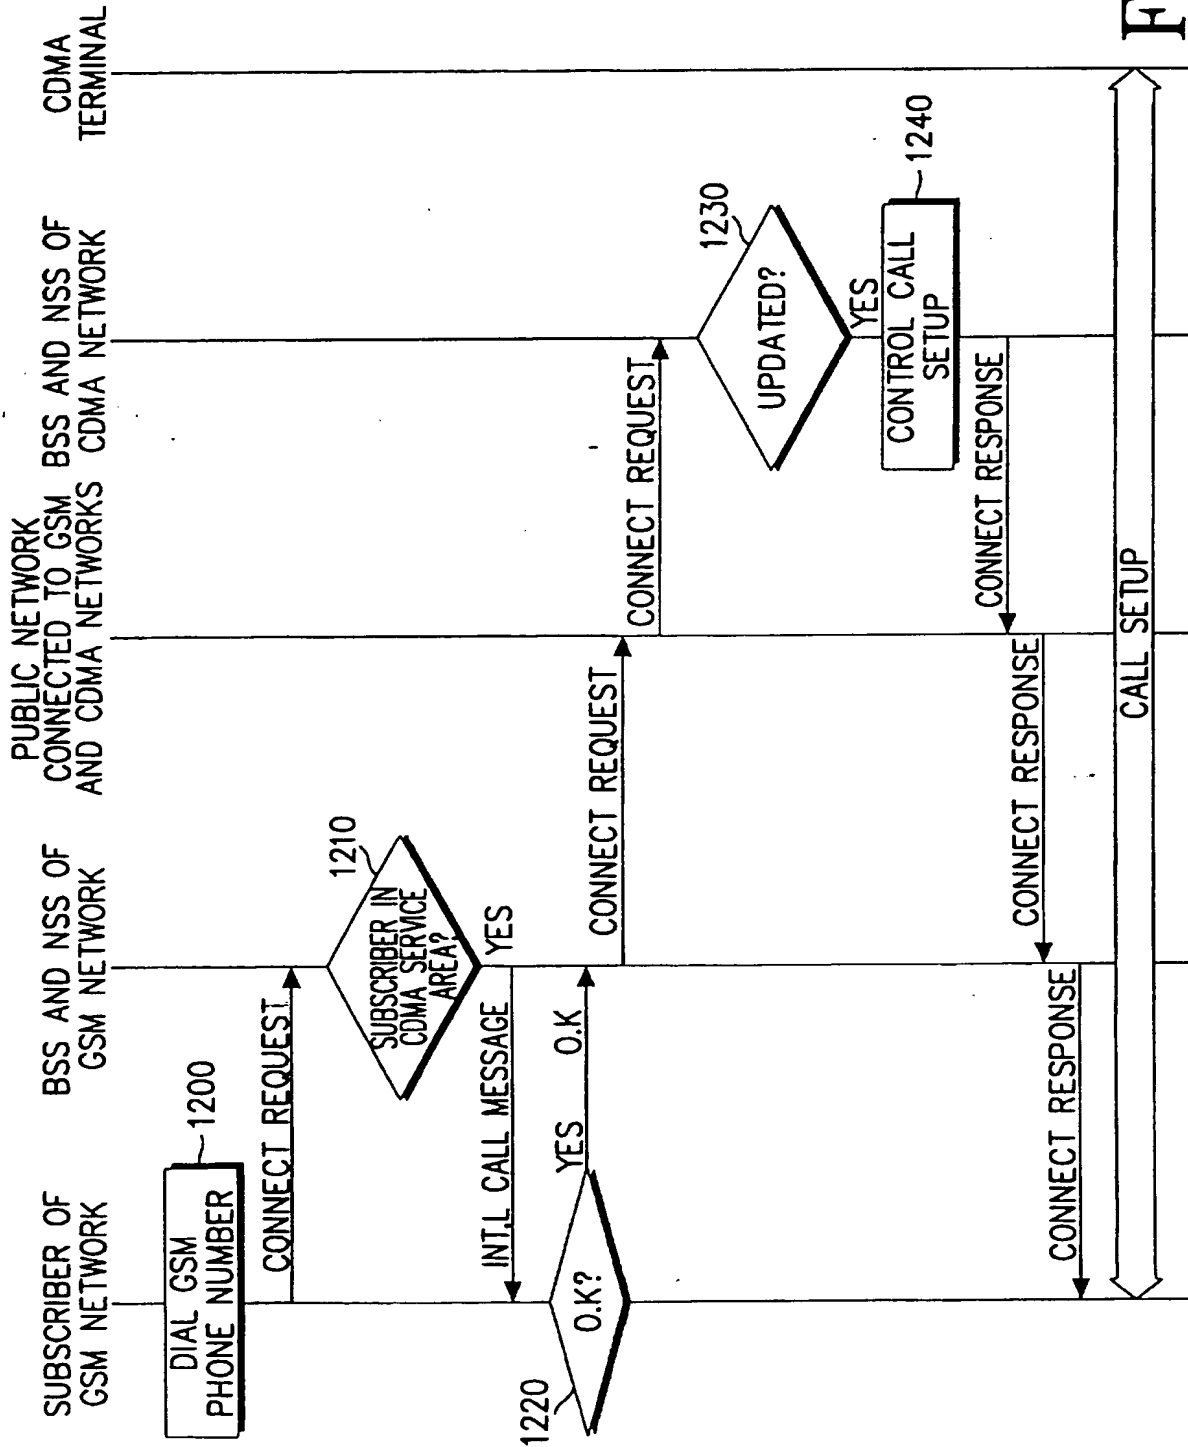 SUBSCRIBER OF
GSM NETWORK
BSS AND NSS OF
GSM NETWORK
PUBLIC NETWORK
CONNECTED TO GSM
AND CDMA NETWORKS
BSS AND NSS OF
CDMA NETWORK
CDMA
TERMINAL
DIAL GSM
PHONE NUMBER
1200
CONNECT REQUEST
SUBSCRIBER IN
CDMA SERVICE
AREA?
1210
YES
INT,L CALL MESSAGE
O.K?
1220
YES
O.K
CONNECT REQUEST
CONNECT REQUEST
UPDATED?
1230
YES
CONTROL CALL
SETUP
1240
CONNECT RESPONSE
CONNECT RESPONSE
CONNECT RESPONSE
CALL SETUP
F